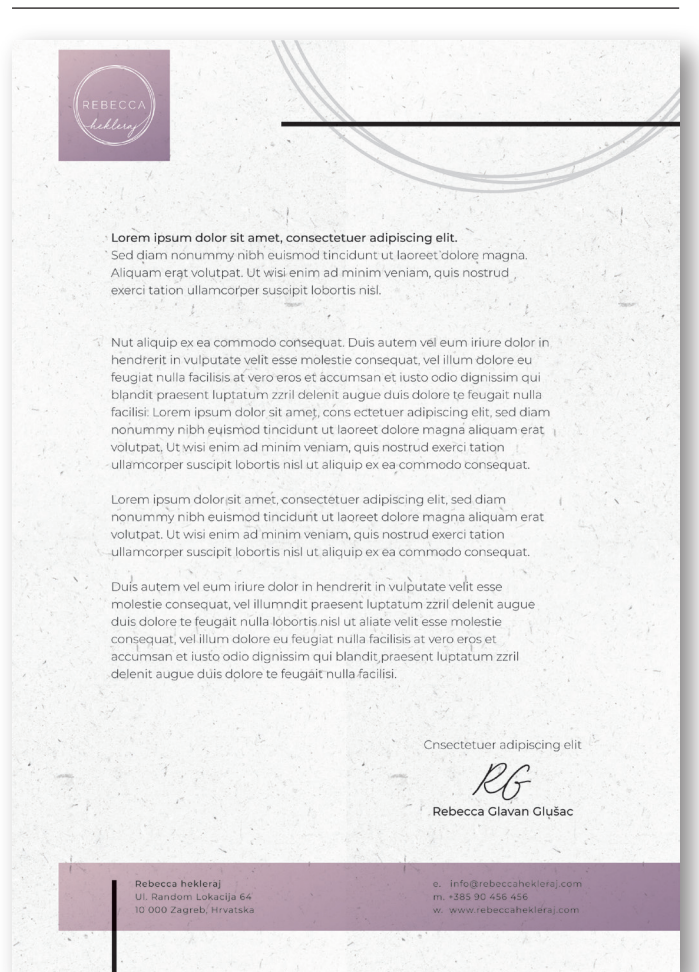 REBECCA
hekleraj
Lorem ipsum dolor sit amet, consectetuer adipiscing elit.
Sed diam nonummy nibh euismod tincidunt ut laoreet dolore magna.
Aliquam erat volutpat. Ut wisi enim ad minim veniam, quis nostrud
exerci tation ullamcorper suscipit lobortis nisl.
Nut aliquip ex ea commodo consequat. Duis autem vel eum iriure dolor in
hendrerit in vulputate velit esse molestie consequat, vel illum dolore eu
feugiat nulla facilisis at vero eros et accumsan et iusto odio dignissim qui
blandit praesent luptatum zzril delenit augue duis dolore te feugait nulla
facilisi. Lorem ipsum dolor sit amet, cons ectetuer adipiscing elit, sed diam
nonummy nibh euismod tincidunt ut laoreet dolore magna aliquam erat
volutpat. Ut wisi enim ad minim veniam, quis nostrud exerci tation
ullamcorper suscipit lobortis nisl ut aliquip ex ea commodo consequat.
Lorem ipsum dolor sit amet, consectetuer adipiscing elit, sed diam
nonummy nibh euismod tincidunt ut laoreet dolore magna aliquam erat
volutpat. Ut wisi enim ad minim veniam, quis nostrud exerci tation
ullamcorper suscipit lobortis nisl ut aliquip ex ea commodo consequat.
Duis autem vel eum iriure dolor in hendrerit in vulputate velit esse
molestie consequat, vel illumndit praesent luptatum zzril delenit augue
duis dolore te feugait nulla lobortis nisl ut aliate velit esse molestie
consequat, vel illum dolore eu feugiat nulla facilisis at vero eros et
accumsan et iusto odio dignissim qui blandit praesent luptatum zzril
delenit augue duis dolore te feugait nulla facilisi.
Cnsectetuer adipiscing elit
RG
Rebecca Glavan Glušac
Rebecca hekleraj
Ul. Random Lokacija 64
10 000 Zagreb, Hrvatska
e. info@rebeccahekleraj.com
m. +385 90 456 456
w. www.rebeccahekleraj.com